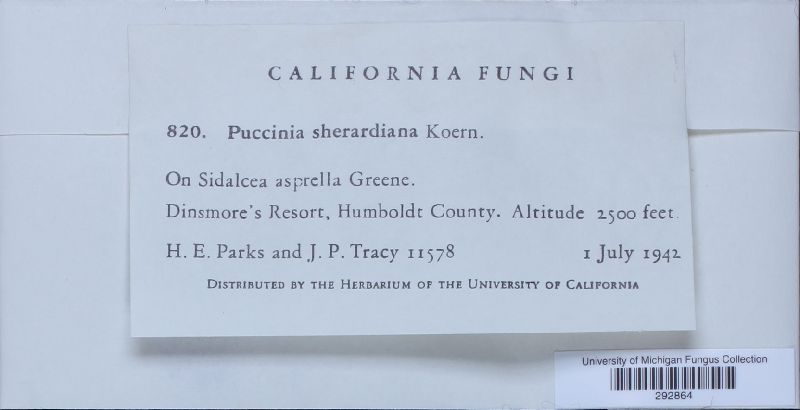 CALIFORNIA FUNGI
820. Puccinia sherardiana Koern.
On Sidalcea asprella Greene.
Dinsmore's Resort, Humboldt County. Altitude 2500 feet.
H. E. Parks and J. P. Tracy 11578 1 July 1942
DISTRIBUTED BY THE HERBARIUM OF THE UNIVERSITY OF CALIFORNIA
University of Michigan Fungus Collection
292864